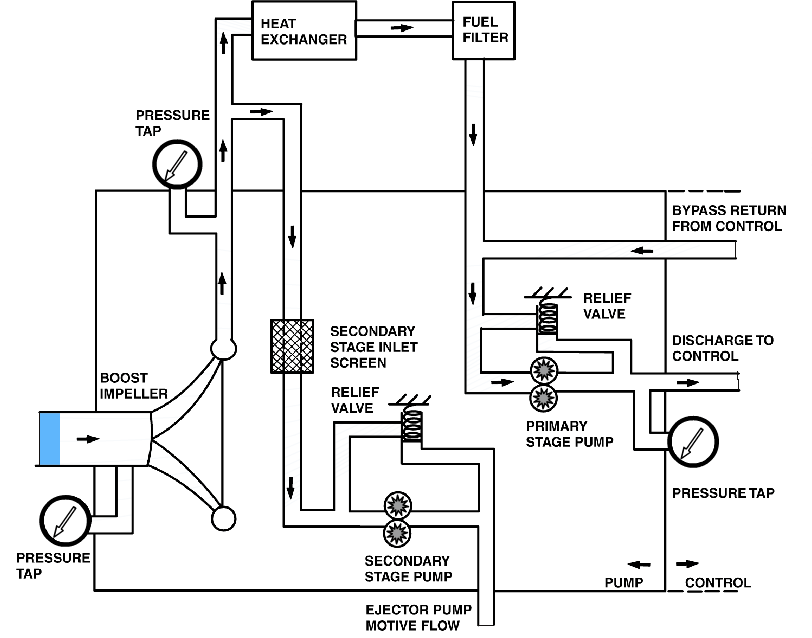 HEAT
EXCHANGER
FUEL
FILTER
PRESSURE
TAP
BYPASS RETURN
FROM CONTROL
RELIEF
VALVE
SECONDARY
STAGE INLET
SCREEN
DISCHARGE TO
CONTROL
BOOST
IMPELLER
RELIEF
VALVE
PRIMARY
STAGE PUMP
PRESSURE TAP
PRESSURE
TAP
SECONDARY
STAGE PUMP
PUMP
CONTROL
EJECTOR PUMP
MOTIVE FLOW